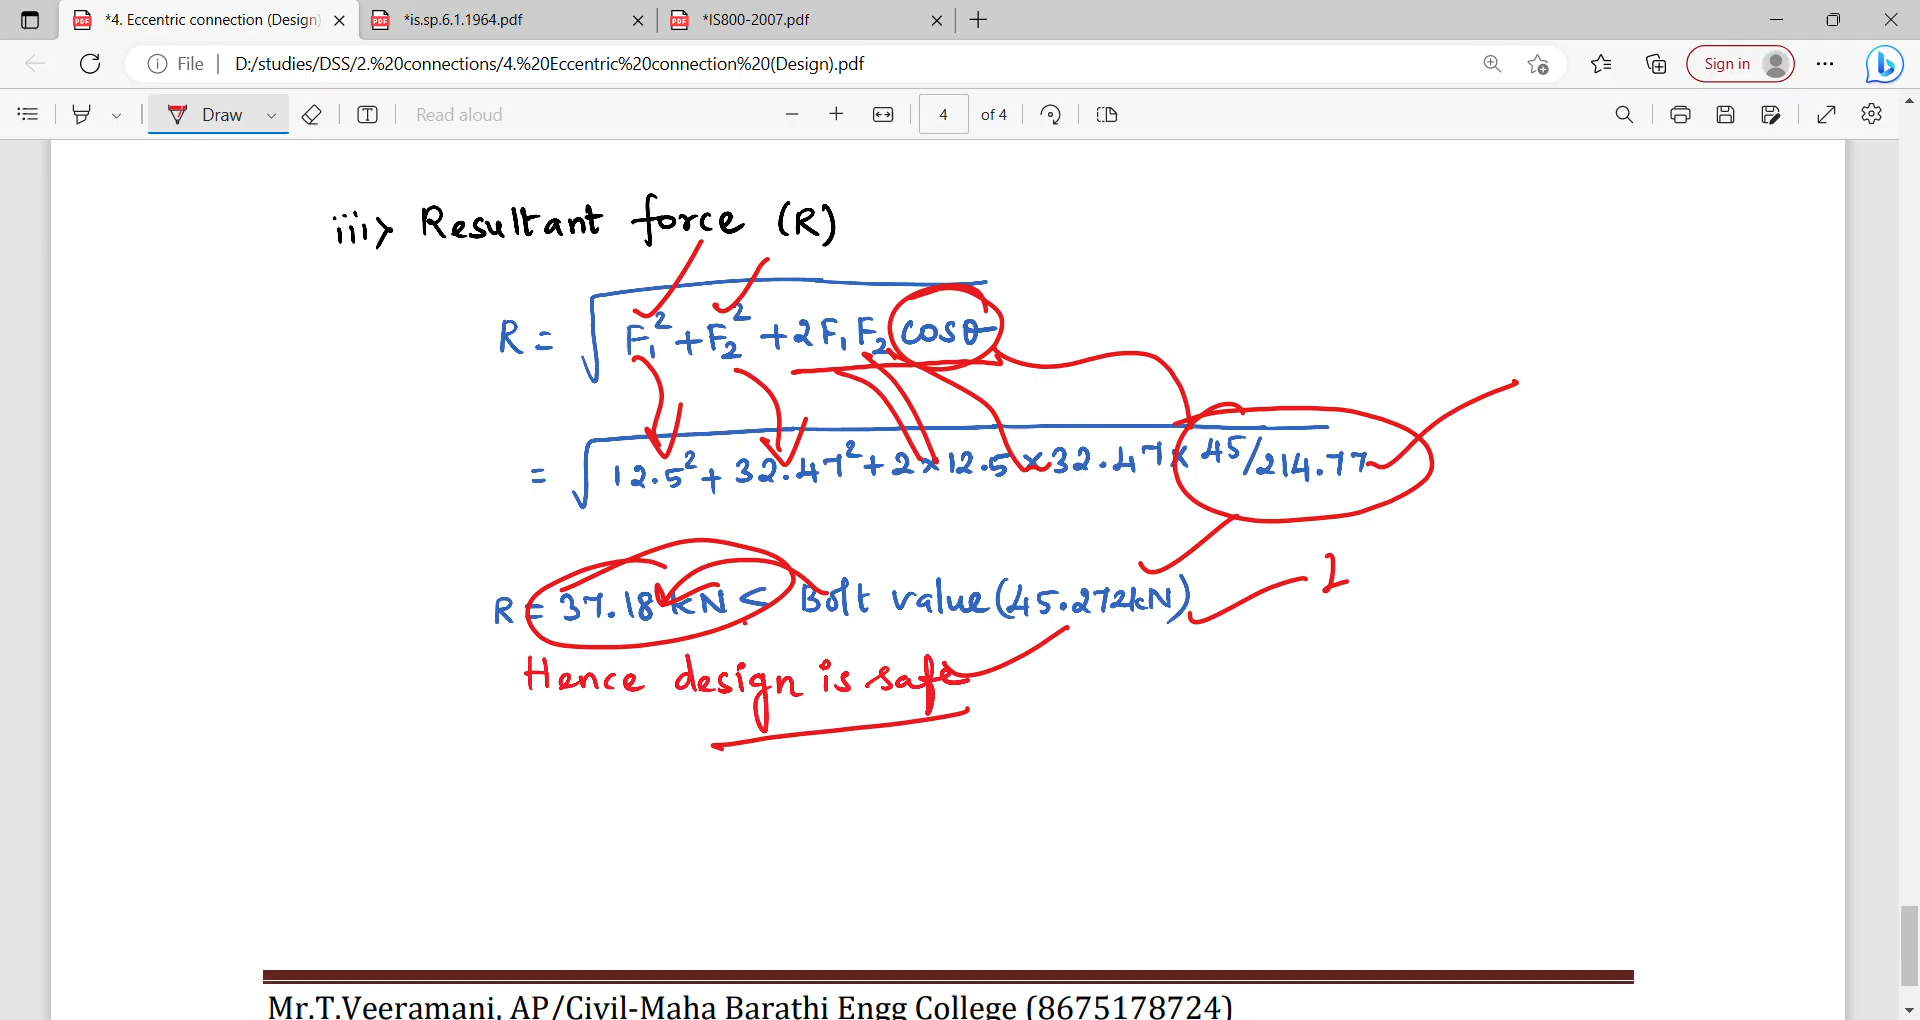 *4. Eccentric connection (Design)
*is.sp.6.1.1964.pdf
*IS800-2007.pdf
File
D:/studies/DSS/2.%20connections/4.%20Eccentric%20connection%20(Design).pdf
Sign in
Draw
Read aloud
4 of 4
iii) Resultant force (R)
R = √ F₁² + F₂² + 2F₁F₂ cosθ
= √ 12.5² + 32.47² + 2×12.5×32.47× 45/214.77
R = 37.18 kN < Bolt value (45.272kN)
Hence design is safe
Mr.T.Veeramani, AP/Civil-Maha Barathi Engg College (8675178724)